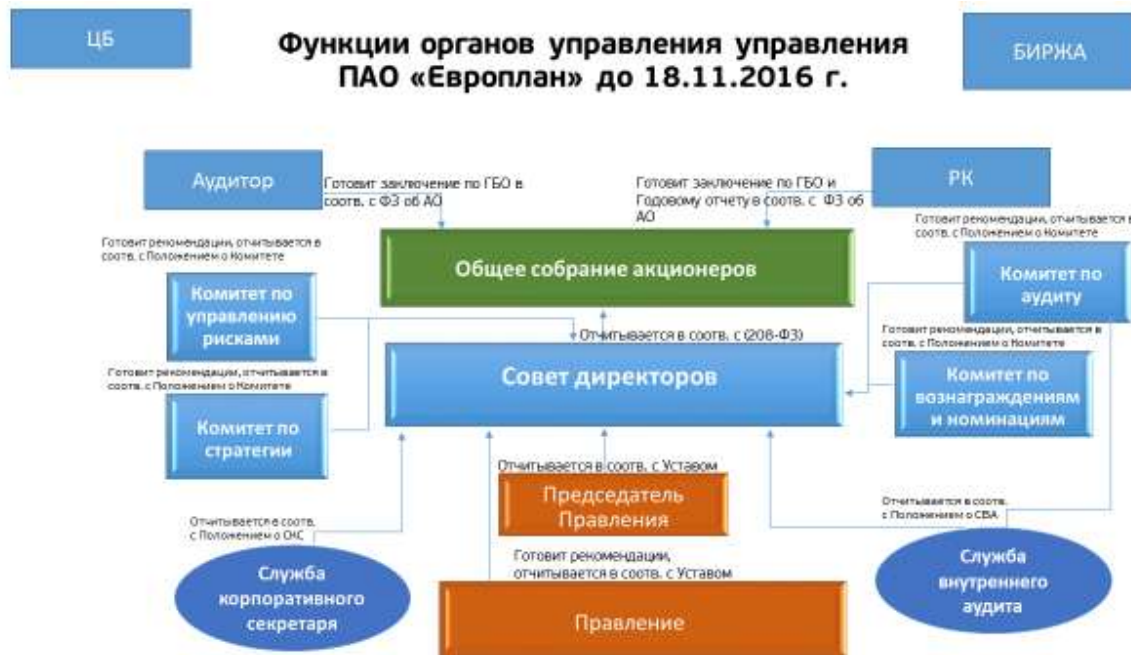 ЦБ
Функции органов управления управления
ПАО «Европлан» до 18.11.2016 г.
БИРЖА
Аудитор
Готовит заключение по ГБО в
соотв. с ФЗ об АО
Готовит заключение по ГБО и
Годовому отчету в соотв. с ФЗ об
АО
РК
Готовит рекомендации, отчитывается в
соотв. с Положением о Комитете
Комитет по
управлению
рисками
Общее собрание акционеров
Готовит рекомендации, отчитывается в
соотв. с Положением о Комитете
Комитет по
аудиту
Отчитывается в соотв. с (208-ФЗ)
Готовит рекомендации, отчитывается в
соотв. с Положением о Комитете
Комитет по
стратегии
Совет директоров
Готовит рекомендации, отчитывается в
соотв. с Положением о Комитете
Комитет по
вознаграждениям
и номинациям
Отчитывается в соотв. с Уставом
Председатель
Правления
Отчитывается в соотв.
с Положением о СКС
Служба
корпоративного
секретаря
Готовит рекомендации,
отчитывается в соотв. с Уставом
Правление
Отчитывается в соотв.
с Положением о СВА
Служба
внутреннего
аудита